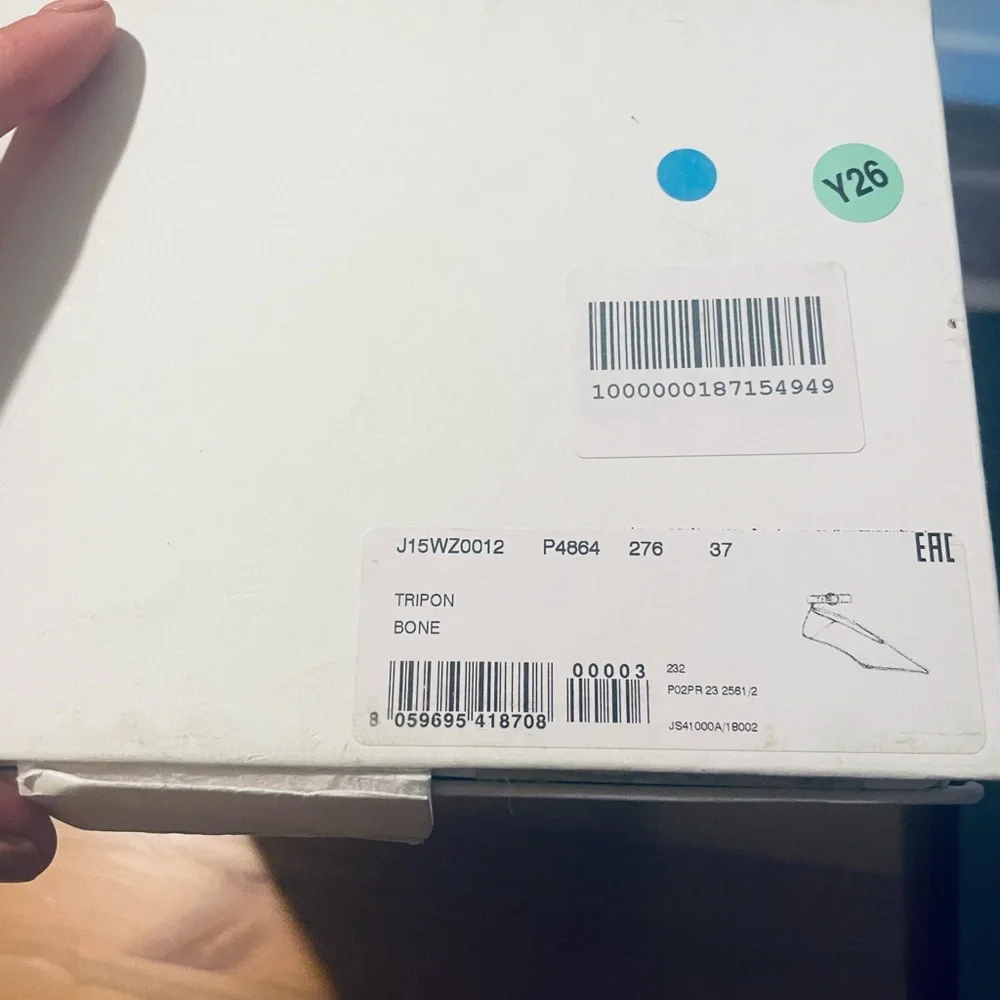 Y26
1000000187154949
J15WZ0012 P4864 276 37 EAC
TRIPON
BONE
8 059695 418708
00003
232
P02PR 23 2561/2
JS41000A/18002